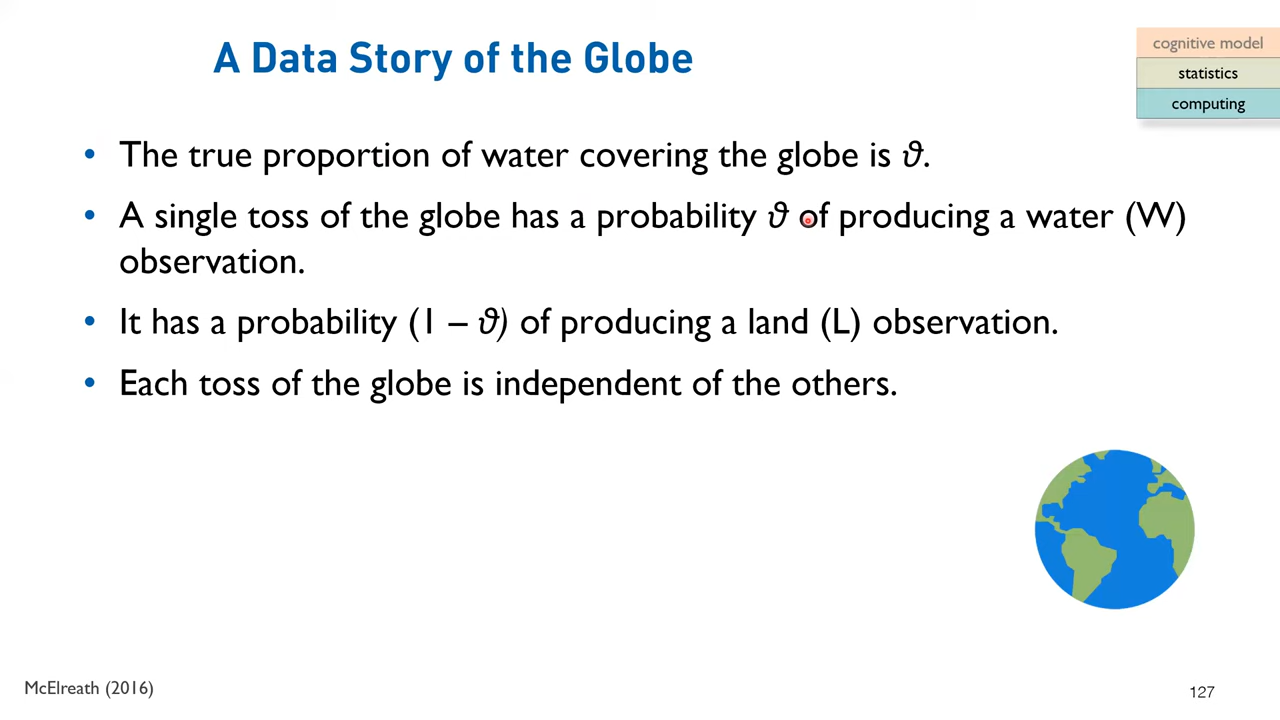 A Data Story of the Globe
cognitive model
statistics
computing
• The true proportion of water covering the globe is ϑ.
• A single toss of the globe has a probability ϑ of producing a water (W)
observation.
• It has a probability (1 – ϑ) of producing a land (L) observation.
• Each toss of the globe is independent of the others.
McElreath (2016)
127